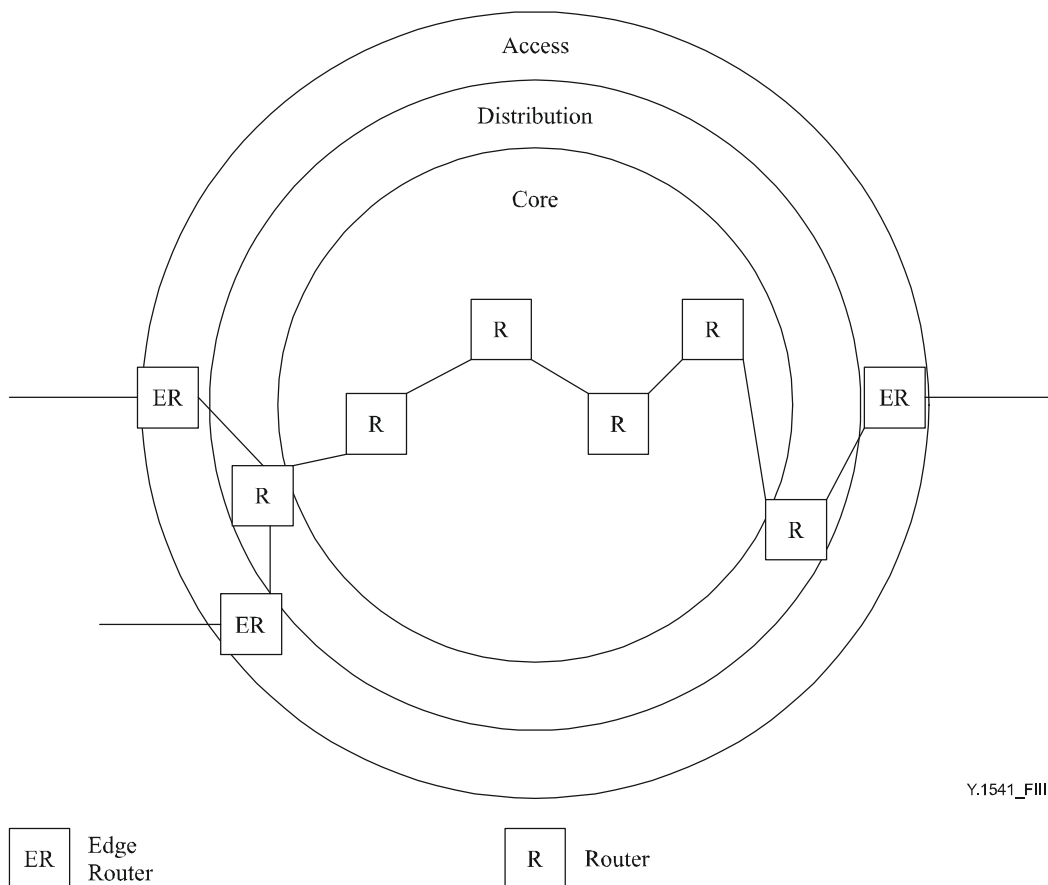 Access
Distribution
Core
R
R
ER
ER
R
R
R
R
ER
Y.1541_FIII
ER
Edge
Router
R
Router